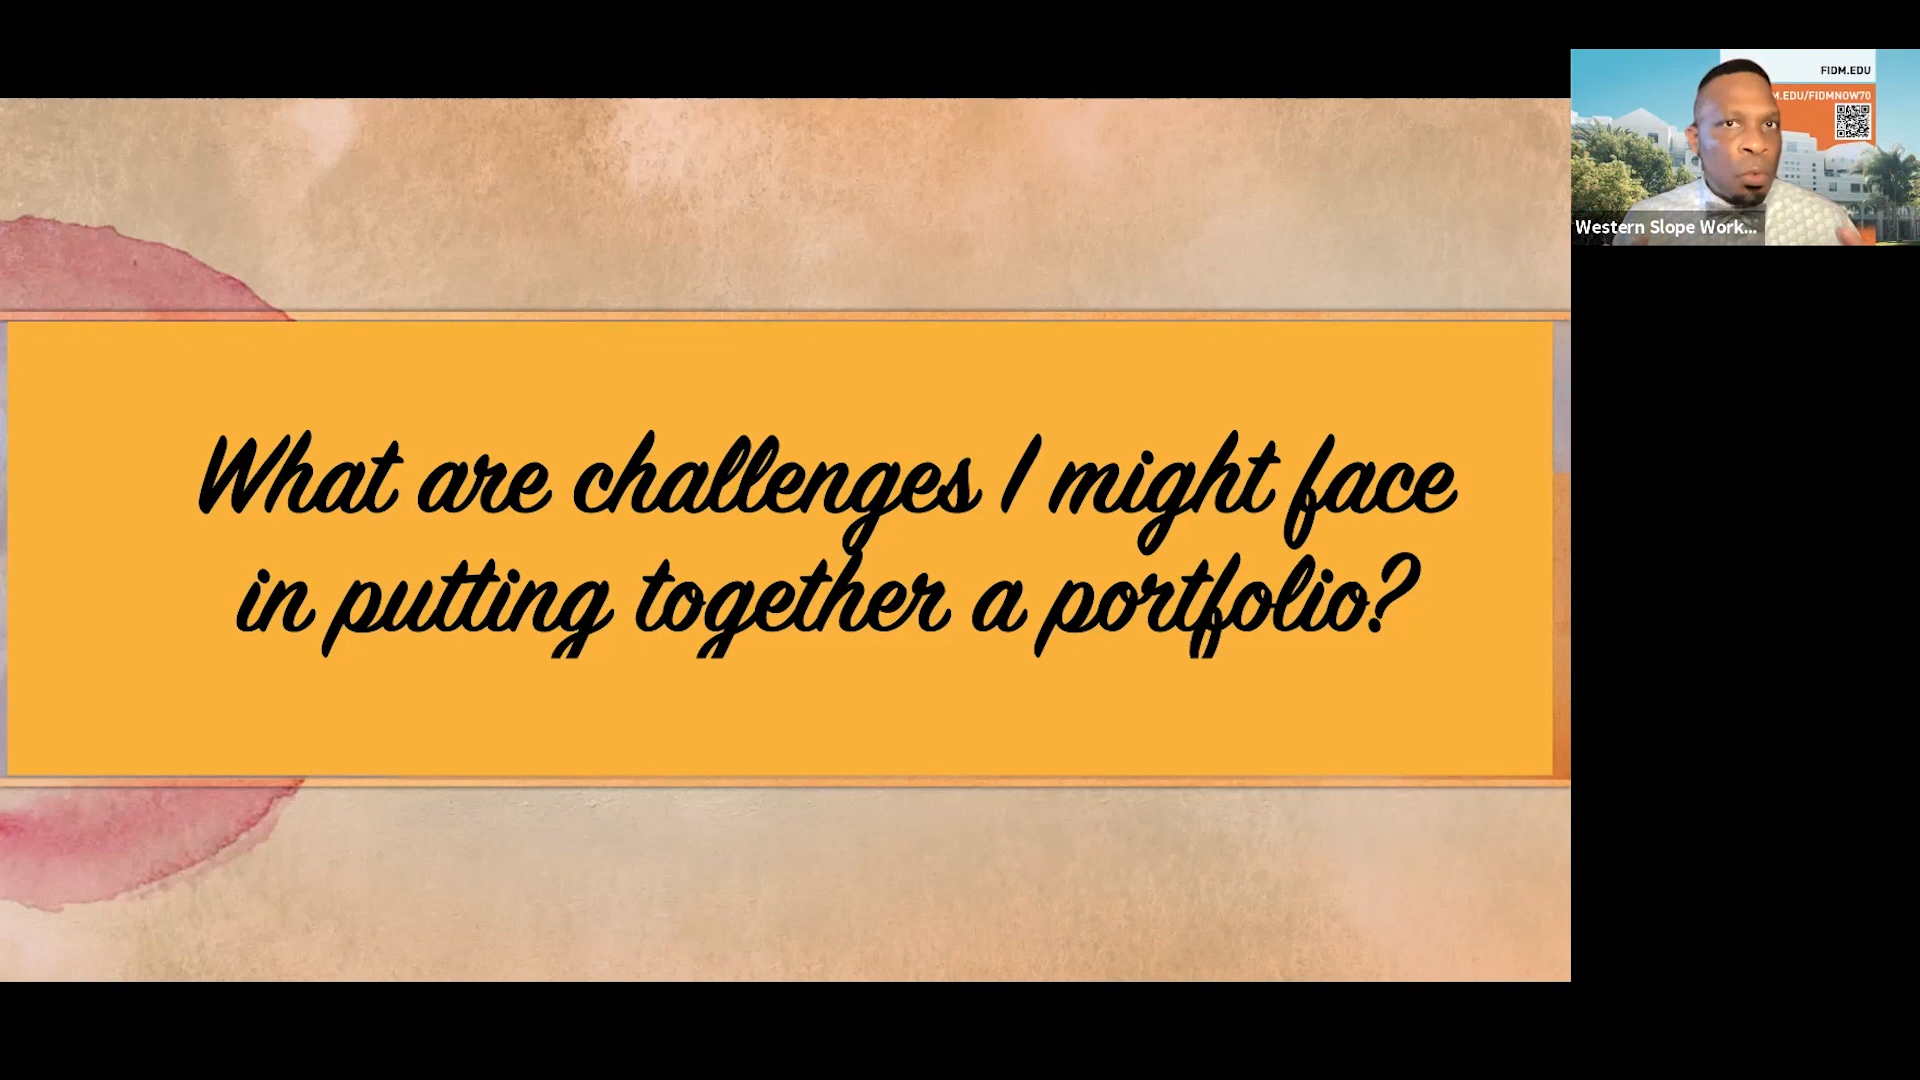 What are challenges I might face
in putting together a portfolio?
FIDM.EDU
M.EDU/FIDMNOW70
Western Slope Work...